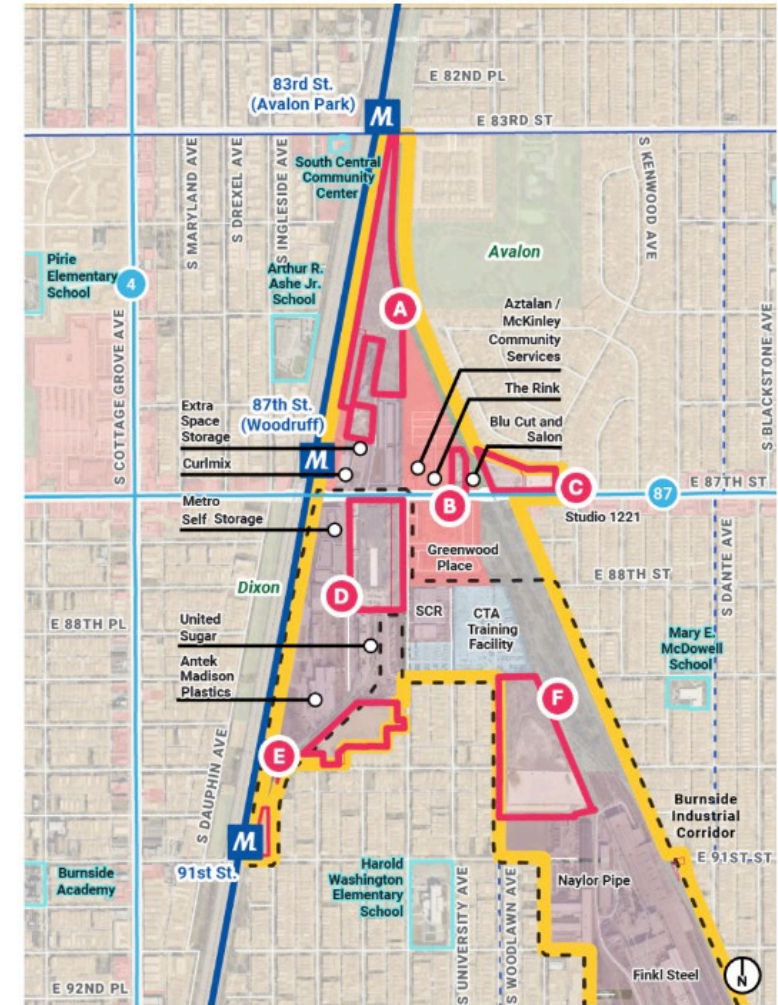 E 82ND PL
83rd St.
(Avalon Park)
M
E 83RD ST
S MARYLAND AVE
S DREXEL AVE
S INGLESIDE AVE
South Central
Community
Center
S KENWOOD AVE
Avalon
Pirie
Elementary
School
4
Arthur R.
Ashe Jr.
School
A
Aztalan /
McKinley
Community
Services
The Rink
Blu Cut and
Salon
S COTTAGE GROVE AVE
S BLACKSTONE AVE
Extra
Space
Storage
87th St.
(Woodruff)
M
Curlmix
E 87TH ST
87
B
C
Studio 1221
Metro
Self Storage
Greenwood
Place
Dixon
D
E 88TH ST
S DANTE AVE
E 88TH PL
SCR
CTA
Training
Facility
United
Sugar
Mary E.
McDowell
School
Antek
Madison
Plastics
F
E
S DAUPHIN AVE
Burnside
Industrial
Corridor
M
91st St.
E 91ST ST
Burnside
Academy
Harold
Washington
Elementary
School
S UNIVERSITY AVE
S WOODLAWN AVE
Naylor Pipe
Finkl Steel
E 92ND PL
N